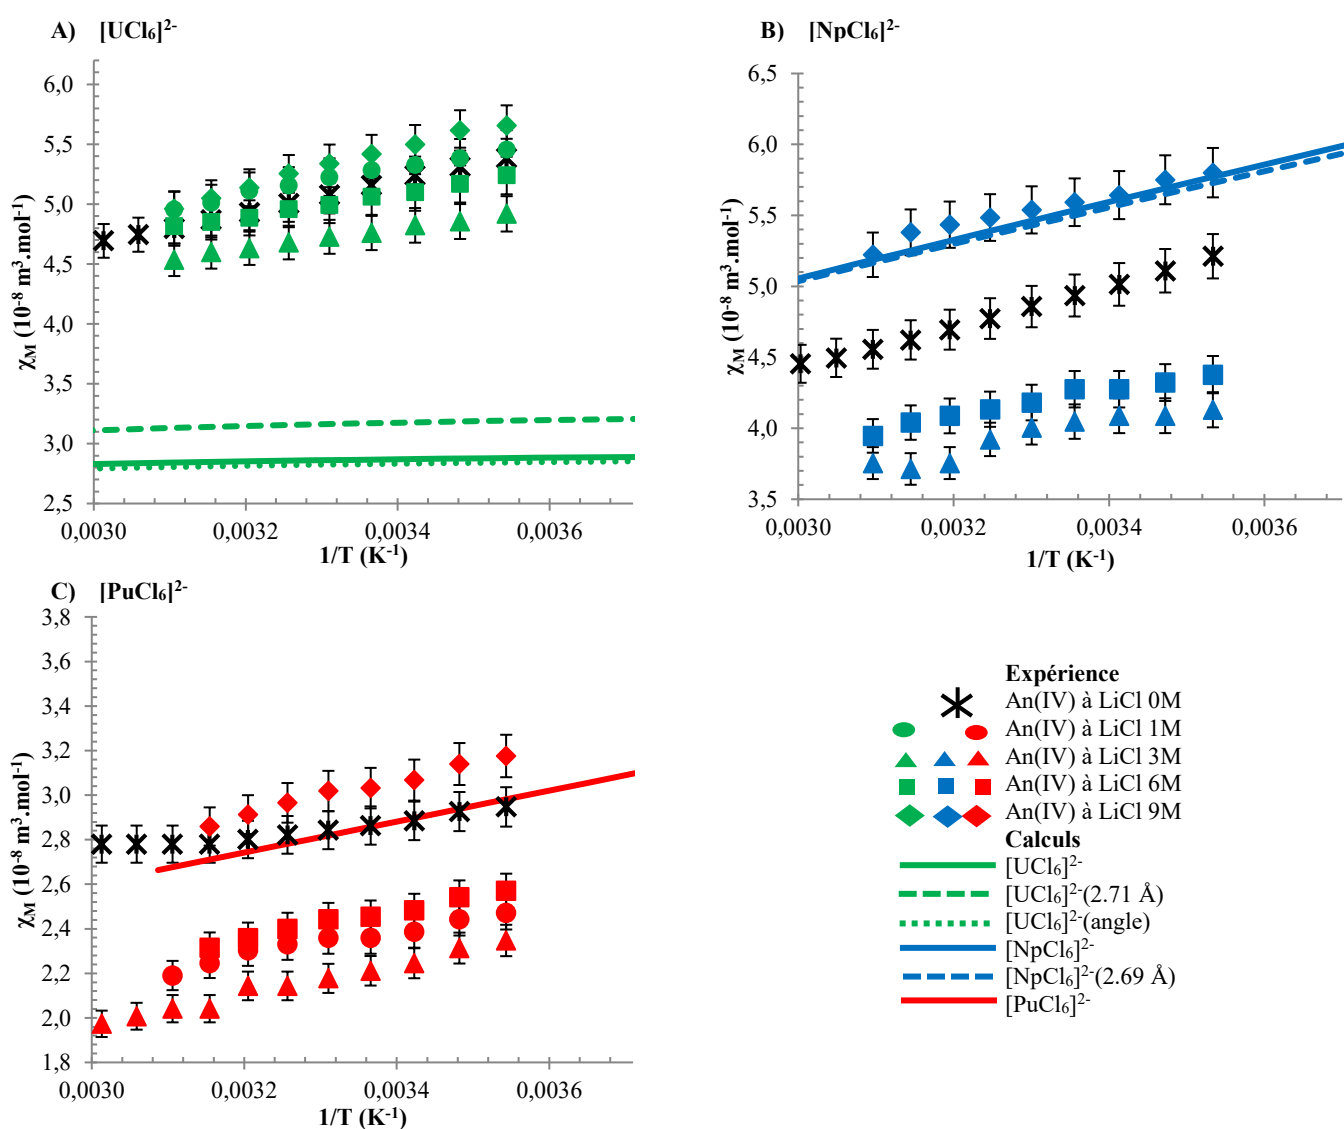 A) [UCl₆]²⁻
χM (10⁻⁸ m³.mol⁻¹)
6,0
5,5
5,0
4,5
4,0
3,5
3,0
2,5
0,0030 0,0032 0,0034 0,0036
1/T (K⁻¹)
B) [NpCl₆]²⁻
χM (10⁻⁸ m³.mol⁻¹)
6,5
6,0
5,5
5,0
4,5
4,0
3,5
0,0030 0,0032 0,0034 0,0036
1/T (K⁻¹)
C) [PuCl₆]²⁻
χM (10⁻⁸ m³.mol⁻¹)
3,8
3,6
3,4
3,2
3,0
2,8
2,6
2,4
2,2
2,0
1,8
0,0030 0,0032 0,0034 0,0036
1/T (K⁻¹)
Expérience
An(IV) à LiCl 0M
An(IV) à LiCl 1M
An(IV) à LiCl 3M
An(IV) à LiCl 6M
An(IV) à LiCl 9M
Calculs
[UCl₆]²⁻
[UCl₆]²⁻(2.71 Å)
[UCl₆]²⁻(angle)
[NpCl₆]²⁻
[NpCl₆]²⁻(2.69 Å)
[PuCl₆]²⁻